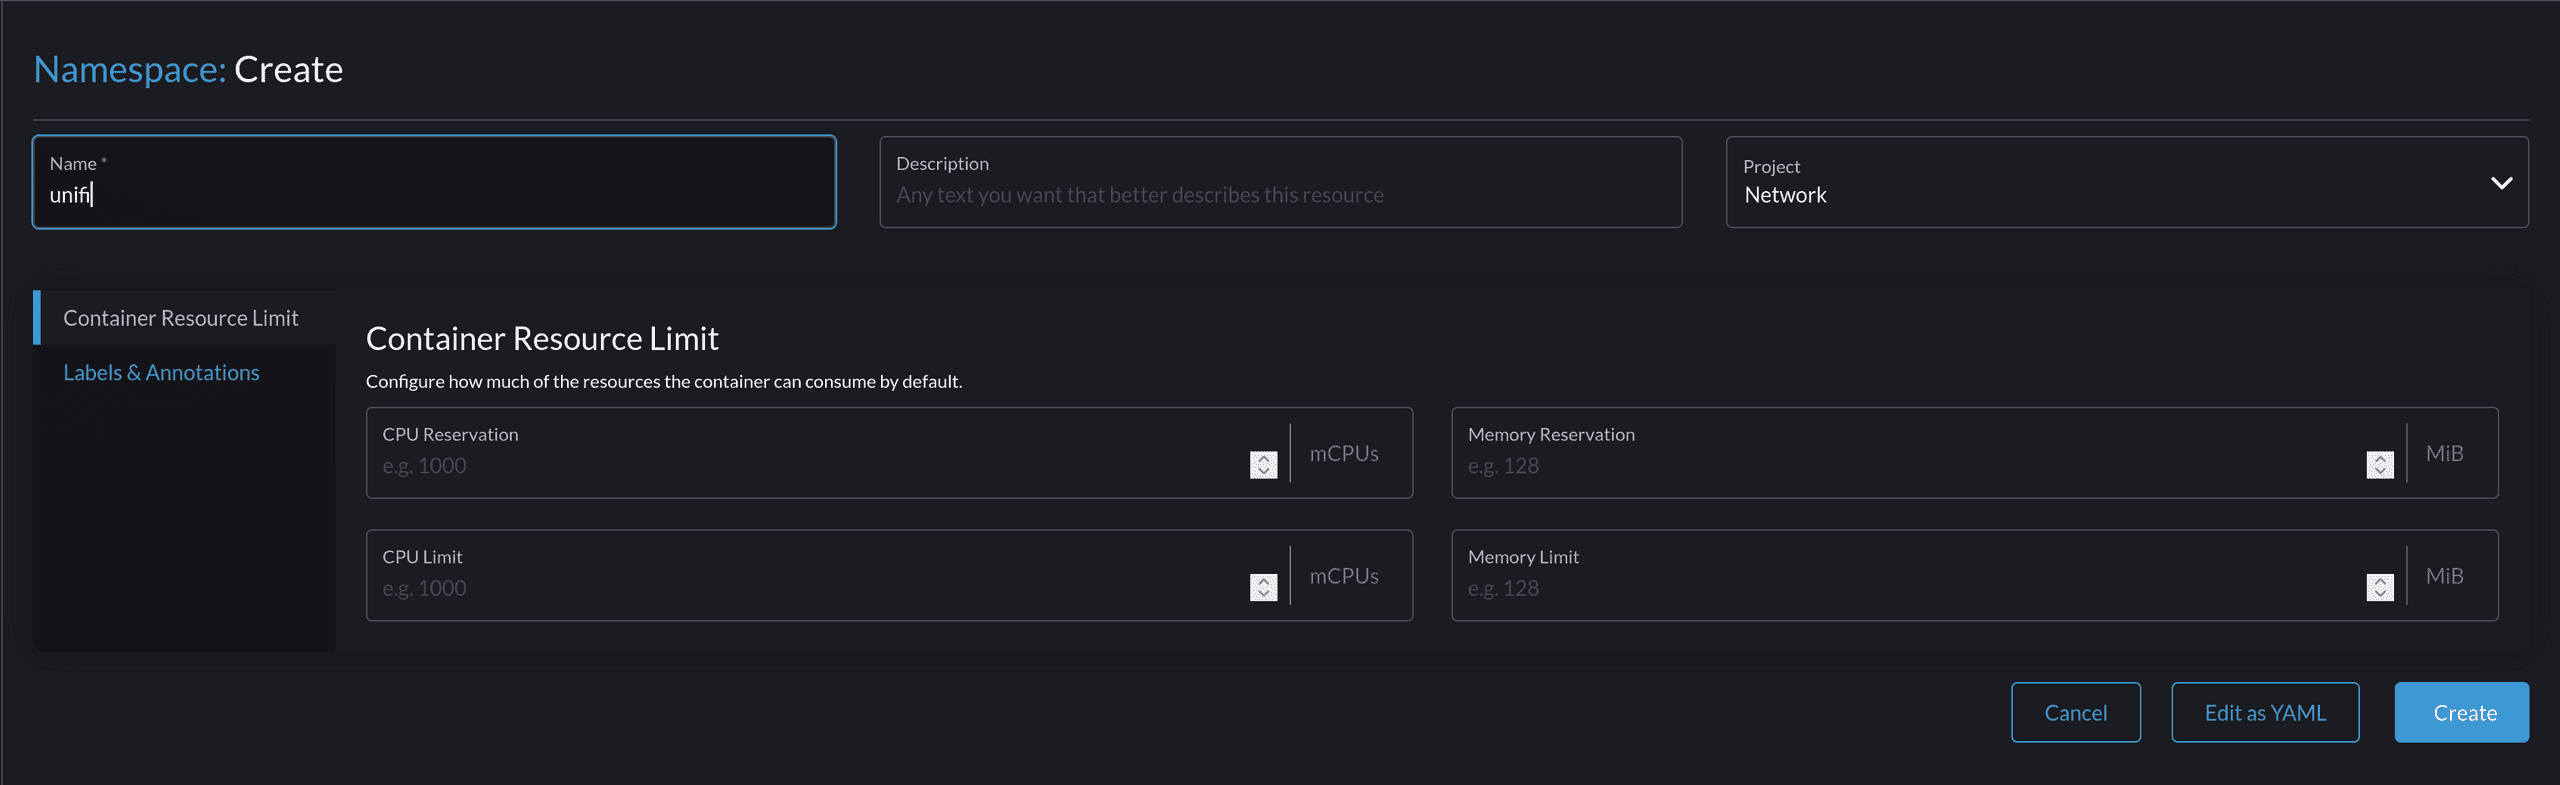 Namespace: Create
Name *
unifi
Description
Any text you want that better describes this resource
Project
Network
Container Resource Limit
Labels & Annotations
Container Resource Limit
Configure how much of the resources the container can consume by default.
CPU Reservation
e.g. 1000
mCPUs
Memory Reservation
e.g. 128
MiB
CPU Limit
e.g. 1000
mCPUs
Memory Limit
e.g. 128
MiB
Cancel
Edit as YAML
Create